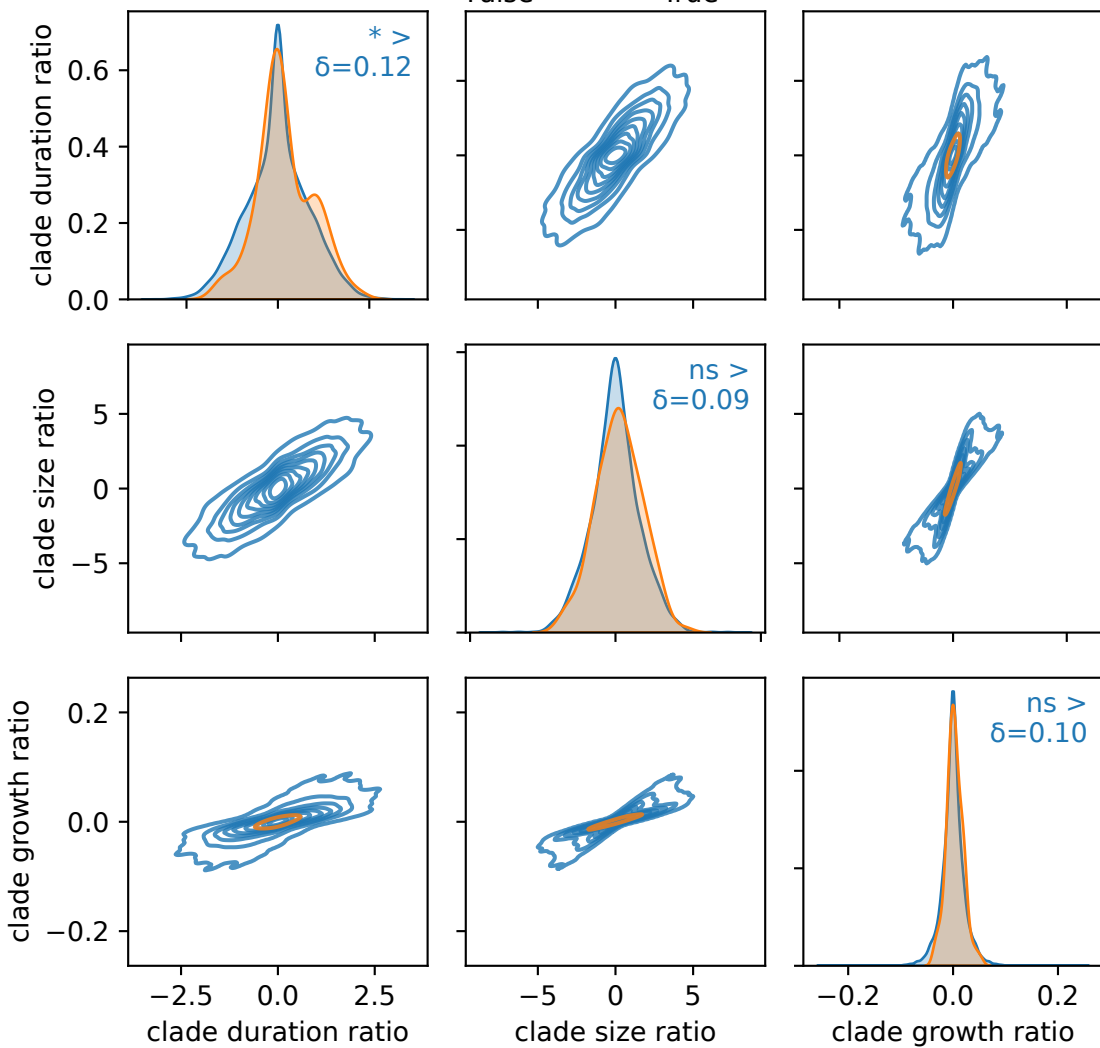 clade duration ratio
0.6
0.4
0.2
0.0
* >
δ=0.12
clade size ratio
5
0
−5
ns >
δ=0.09
clade growth ratio
0.2
0.0
−0.2
ns >
δ=0.10
−2.5 0.0 2.5
−5 0 5
−0.2 0.0 0.2
clade duration ratio
clade size ratio
clade growth ratio